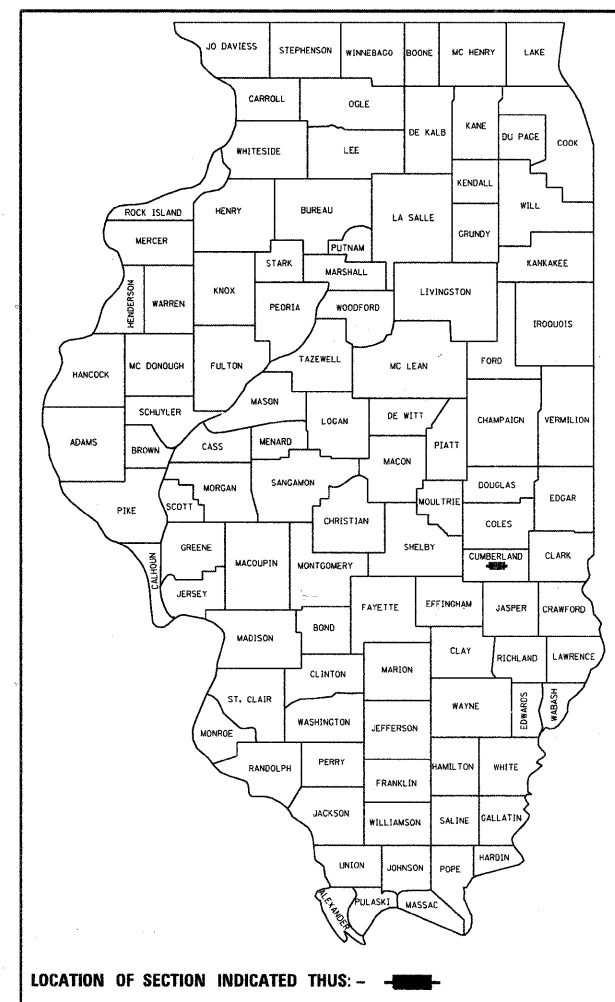 JO DAVIESS STEPHENSON WINNEBAGO BOONE MC HENRY LAKE
CARROLL OGLE DE KALB KANE DU PAGE COOK
WHITESIDE LEE
KENDALL WILL
ROCK ISLAND HENRY BUREAU LA SALLE GRUNDY
MERCER PUTNAM
STARK MARSHALL KANKAKEE
HENDERSON WARREN KNOX PEORIA WOODFORD LIVINGSTON IROQUOIS
HANCOCK MC DONOUGH FULTON TAZEWELL MC LEAN FORD
SCHUYLER MASON LOGAN DE WITT CHAMPAIGN VERMILION
ADAMS BROWN CASS MENARD MACON PIATT
PIKE SCOTT MORGAN SANGAMON CHRISTIAN MOULTRIE DOUGLAS EDGAR
COLES
CALHOUN GREENE MACOUPIN MONTGOMERY SHELBY CUMBERLAND CLARK
JERSEY FAYETTE EFFINGHAM JASPER CRAWFORD
MADISON BOND
CLAY RICHLAND LAWRENCE
CLINTON MARION
ST. CLAIR WAYNE EDWARDS WABASH
WASHINGTON JEFFERSON
MONROE
RANDOLPH PERRY HAMILTON WHITE
FRANKLIN
JACKSON WILLIAMSON SALINE GALLATIN
UNION JOHNSON POPE HARDIN
ALEXANDER PULASKI MASSAC
LOCATION OF SECTION INDICATED THUS: -